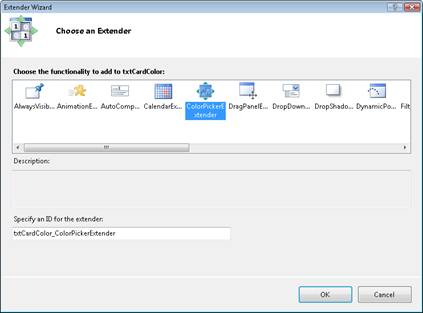 Extender Wizard
Choose an Extender
Choose the functionality to add to txtCardColor:
AlwaysVisib... AnimationE... AutoComp... CalendarEx... ColorPickerExtender DragPanelE... DropDown... DropShado... DynamicPo... Filt
Description:
Specify an ID for the extender:
txtCardColor_ColorPickerExtender
OK Cancel